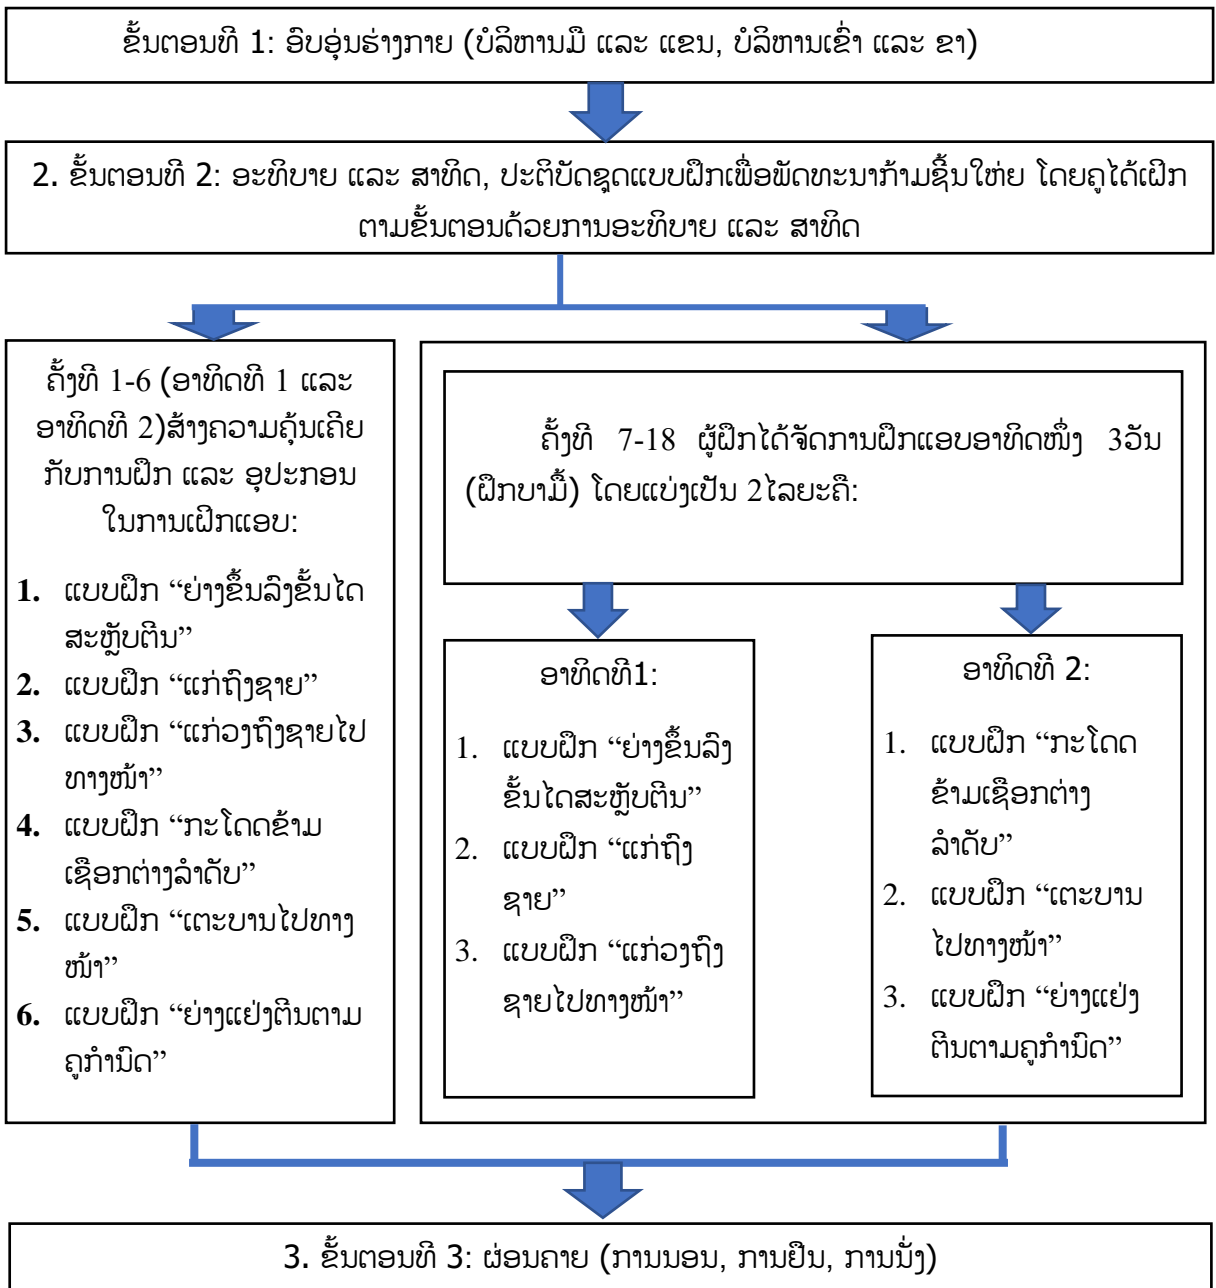 ຂັ້ນຕອນທີ 1: ອົບອຸ່ນຮ່າງກາຍ (ບໍລິຫານມື ແລະ ແຂນ, ບໍລິຫານເຂົ່າ ແລະ ຂາ)
2. ຂັ້ນຕອນທີ 2: ອະທິບາຍ ແລະ ສາທິດ, ປະຕິບັດຊຸດແບບຝຶກເພື່ອພັດທະນາກ້າມຊີ້ນໃຫ່ຍ ໂດຍຄູໄດ້ເຝິກ
ຕາມຂັ້ນຕອນດ້ວຍການອະທິບາຍ ແລະ ສາທິດ
ຄັ້ງທີ 1-6 (ອາທິດທີ 1 ແລະ
ອາທິດທີ 2)ສ້າງຄວາມຄຸ້ນເຄີຍ
ກັບການຝຶກ ແລະ ອຸປະກອນ
ໃນການເຝິກແອບ:
1. ແບບຝຶກ “ຍ່າງຂຶ້ນລົງຂັ້ນໄດ
ສະຫຼັບຕີນ”
2. ແບບຝຶກ “ແກ່ຖົງຊາຍ”
3. ແບບຝຶກ “ແກ່ວງຖົງຊາຍໄປ
ທາງໜ້າ”
4. ແບບຝຶກ “ກະໂດດຂ້າມ
ເຊືອກຕ່າງລຳດັບ”
5. ແບບຝຶກ “ເຕະບານໄປທາງ
ໜ້າ”
6. ແບບຝຶກ “ຍ່າງແຢ່ງຕີນຕາມ
ຄູກຳນົດ”
ຄັ້ງທີ 7-18 ຜູ້ຝຶກໄດ້ຈັດການຝຶກແອບອາທິດໜຶ່ງ 3ວັນ
(ຝຶກບາມື້) ໂດຍແບ່ງເປັນ 2ໄລຍະຄື:
ອາທິດທີ1:
1. ແບບຝຶກ “ຍ່າງຂຶ້ນລົງ
ຂັ້ນໄດສະຫຼັບຕີນ”
2. ແບບຝຶກ “ແກ່ຖົງ
ຊາຍ”
3. ແບບຝຶກ “ແກ່ວງຖົງ
ຊາຍໄປທາງໜ້າ”
ອາທິດທີ 2:
1. ແບບຝຶກ “ກະໂດດ
ຂ້າມເຊືອກຕ່າງ
ລຳດັບ”
2. ແບບຝຶກ “ເຕະບານ
ໄປທາງໜ້າ”
3. ແບບຝຶກ “ຍ່າງແຢ່ງ
ຕີນຕາມຄູກຳນົດ”
3. ຂັ້ນຕອນທີ 3: ຜ່ອນຄາຍ (ການນອນ, ການຢືນ, ການນັ່ງ)